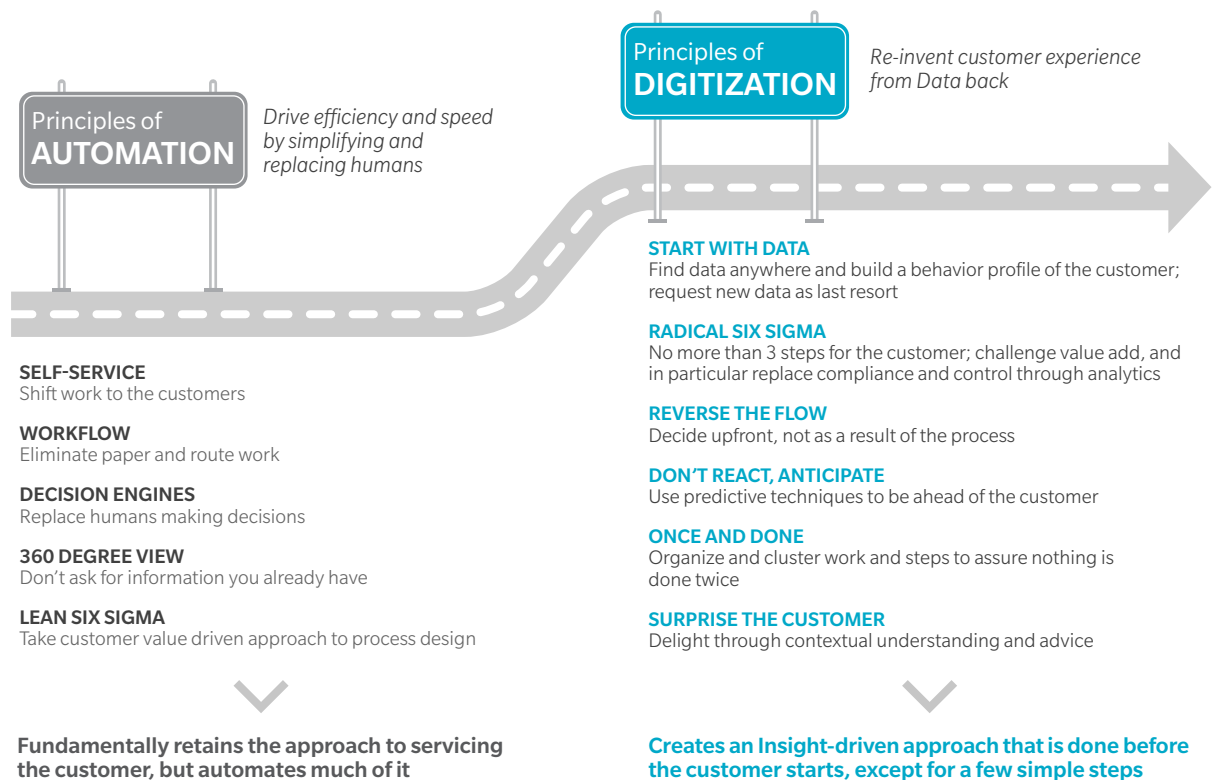 Principles of
AUTOMATION
Drive efficiency and speed
by simplifying and
replacing humans
SELF-SERVICE
Shift work to the customers
WORKFLOW
Eliminate paper and route work
DECISION ENGINES
Replace humans making decisions
360 DEGREE VIEW
Don’t ask for information you already have
LEAN SIX SIGMA
Take customer value driven approach to process design
Fundamentally retains the approach to servicing
the customer, but automates much of it
Principles of
DIGITIZATION
Re-invent customer experience
from Data back
START WITH DATA
Find data anywhere and build a behavior profile of the customer;
request new data as last resort
RADICAL SIX SIGMA
No more than 3 steps for the customer; challenge value add, and
in particular replace compliance and control through analytics
REVERSE THE FLOW
Decide upfront, not as a result of the process
DON’T REACT, ANTICIPATE
Use predictive techniques to be ahead of the customer
ONCE AND DONE
Organize and cluster work and steps to assure nothing is
done twice
SURPRISE THE CUSTOMER
Delight through contextual understanding and advice
Creates an Insight-driven approach that is done before
the customer starts, except for a few simple steps